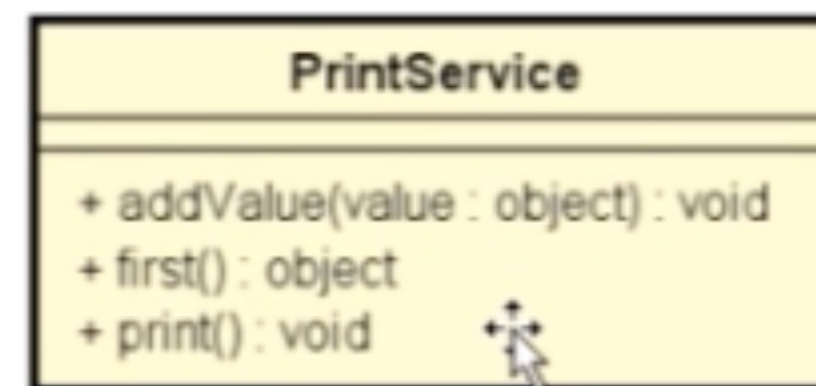 PrintService
+ addValue(value : object) : void
+ first() : object
+ print() : void